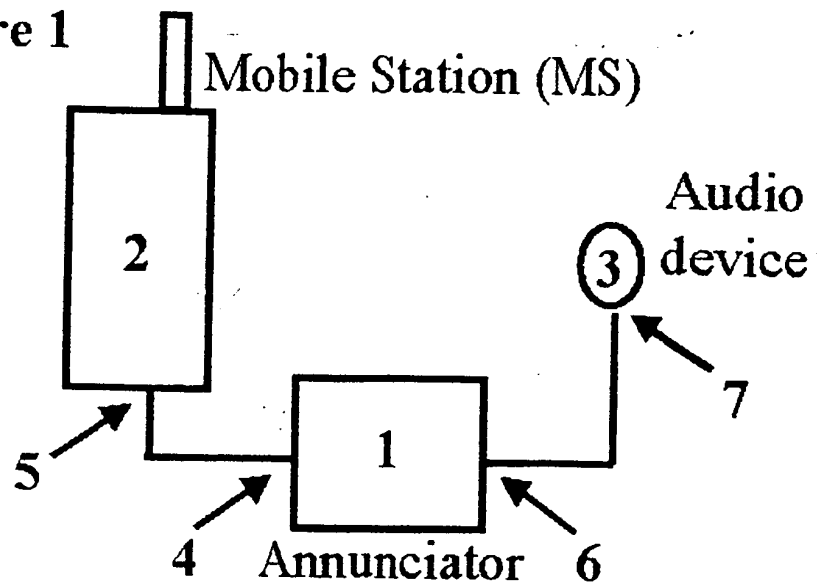 re 1
Mobile Station (MS)
2
Audio
device
3
7
1
5
4
Annunciator
6